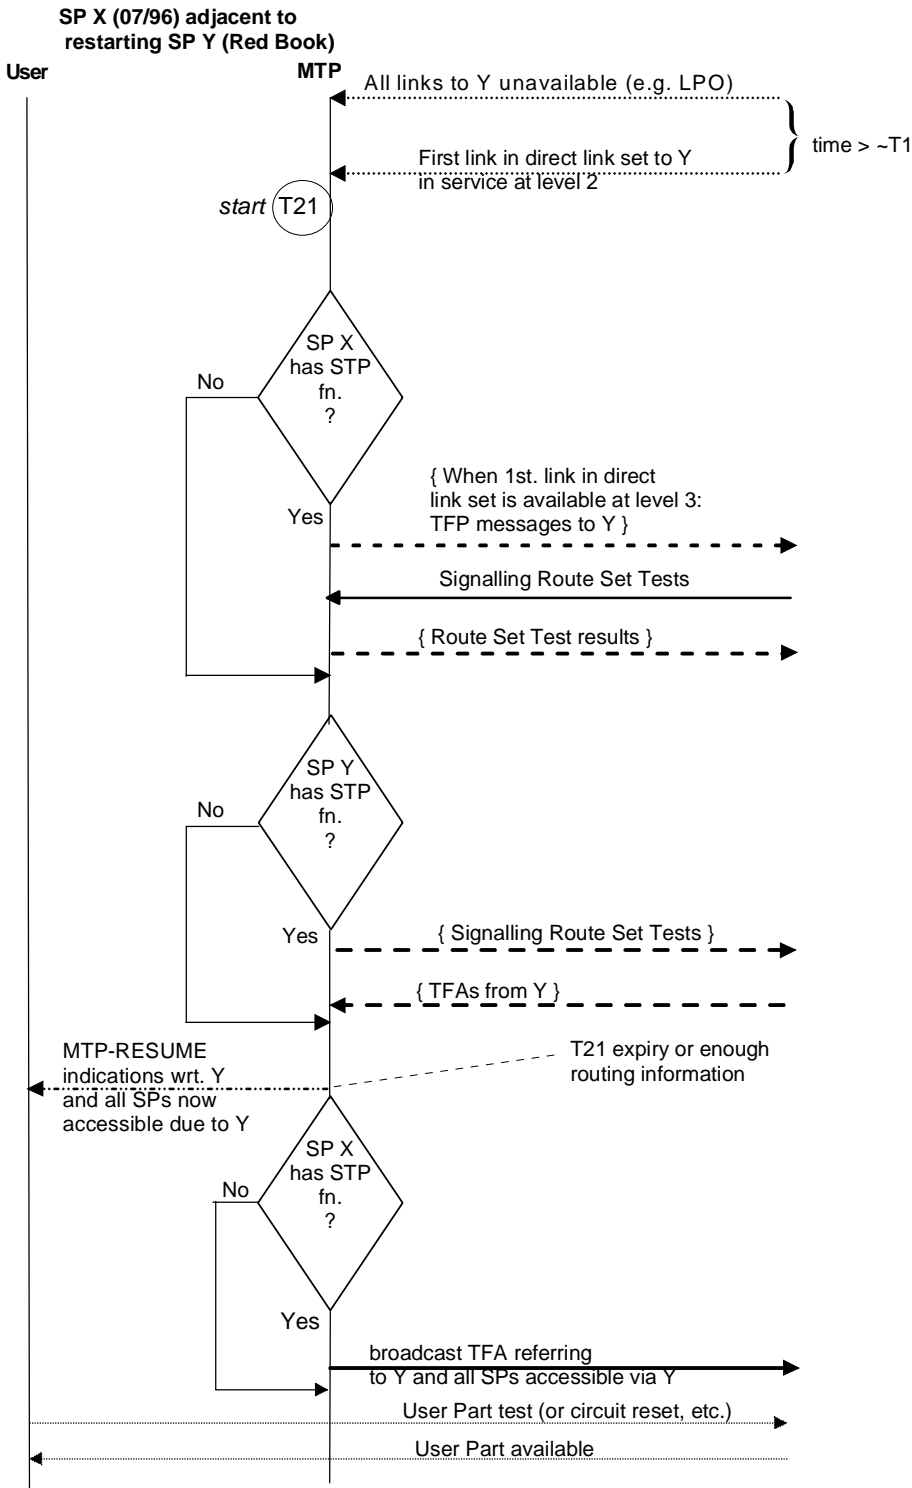 SP X (07/96) adjacent to
restarting SP Y (Red Book)
User
MTP
All links to Y unavailable (e.g. LPO)
time > ~T1
First link in direct link set to Y
in service at level 2
start T21
SP X
has STP
fn.
?
No
{ When 1st. link in direct
link set is available at level 3:
TFP messages to Y }
Yes
Signalling Route Set Tests
{ Route Set Test results }
SP Y
has STP
fn.
?
No
Yes
{ Signalling Route Set Tests }
{ TFAs from Y }
MTP-RESUME
indications wrt. Y
and all SPs now
accessible due to Y
T21 expiry or enough
routing information
SP X
has STP
fn.
?
No
Yes
broadcast TFA referring
to Y and all SPs accessible via Y
User Part test (or circuit reset, etc.)
User Part available